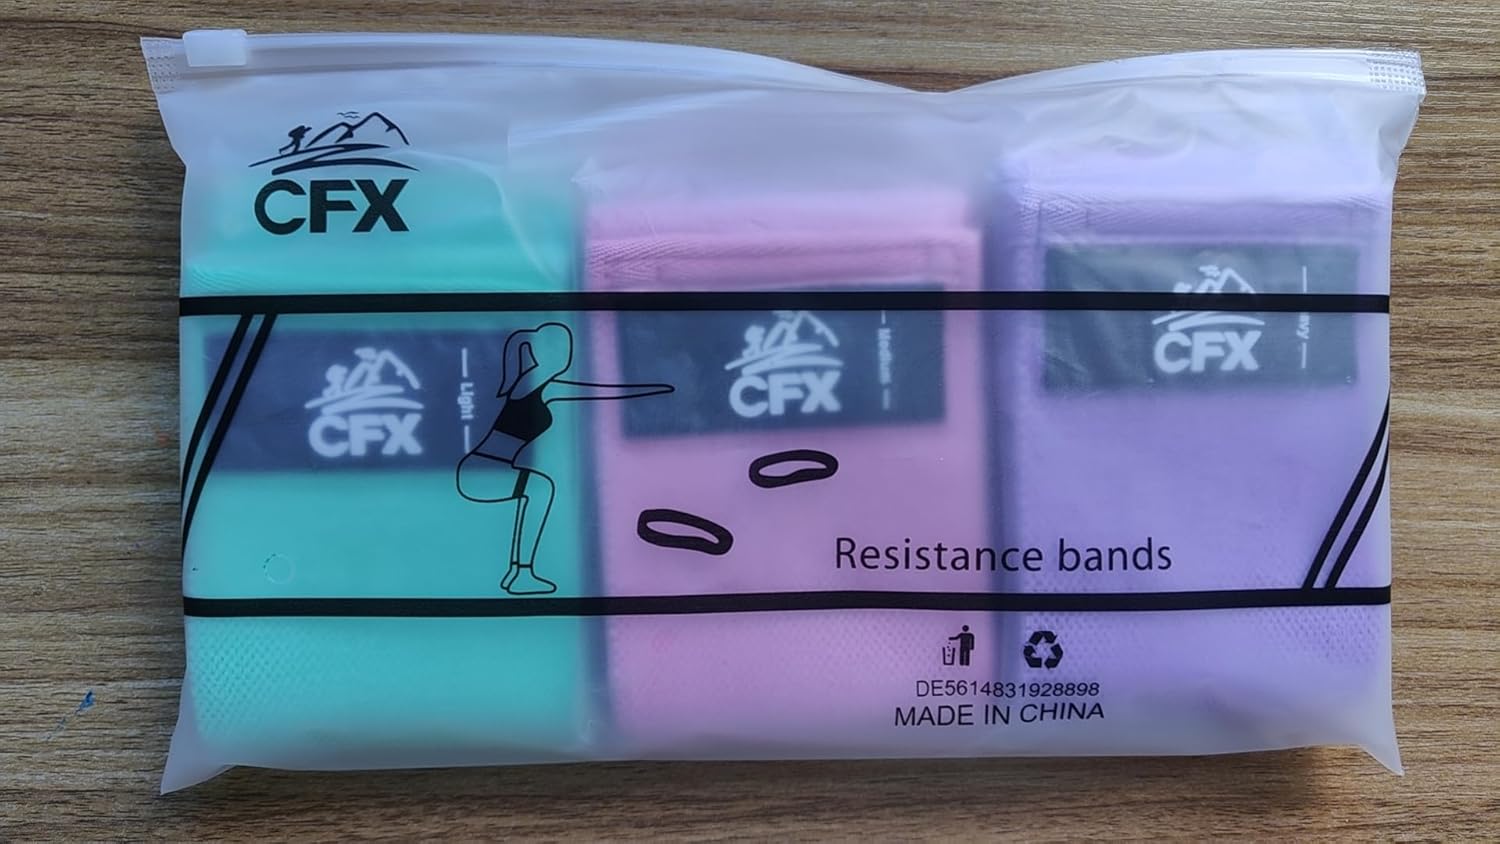 CFX
CFX
— Light —
CFX
— Medium —
CFX
Resistance bands
DE5614831928898
MADE IN CHINA